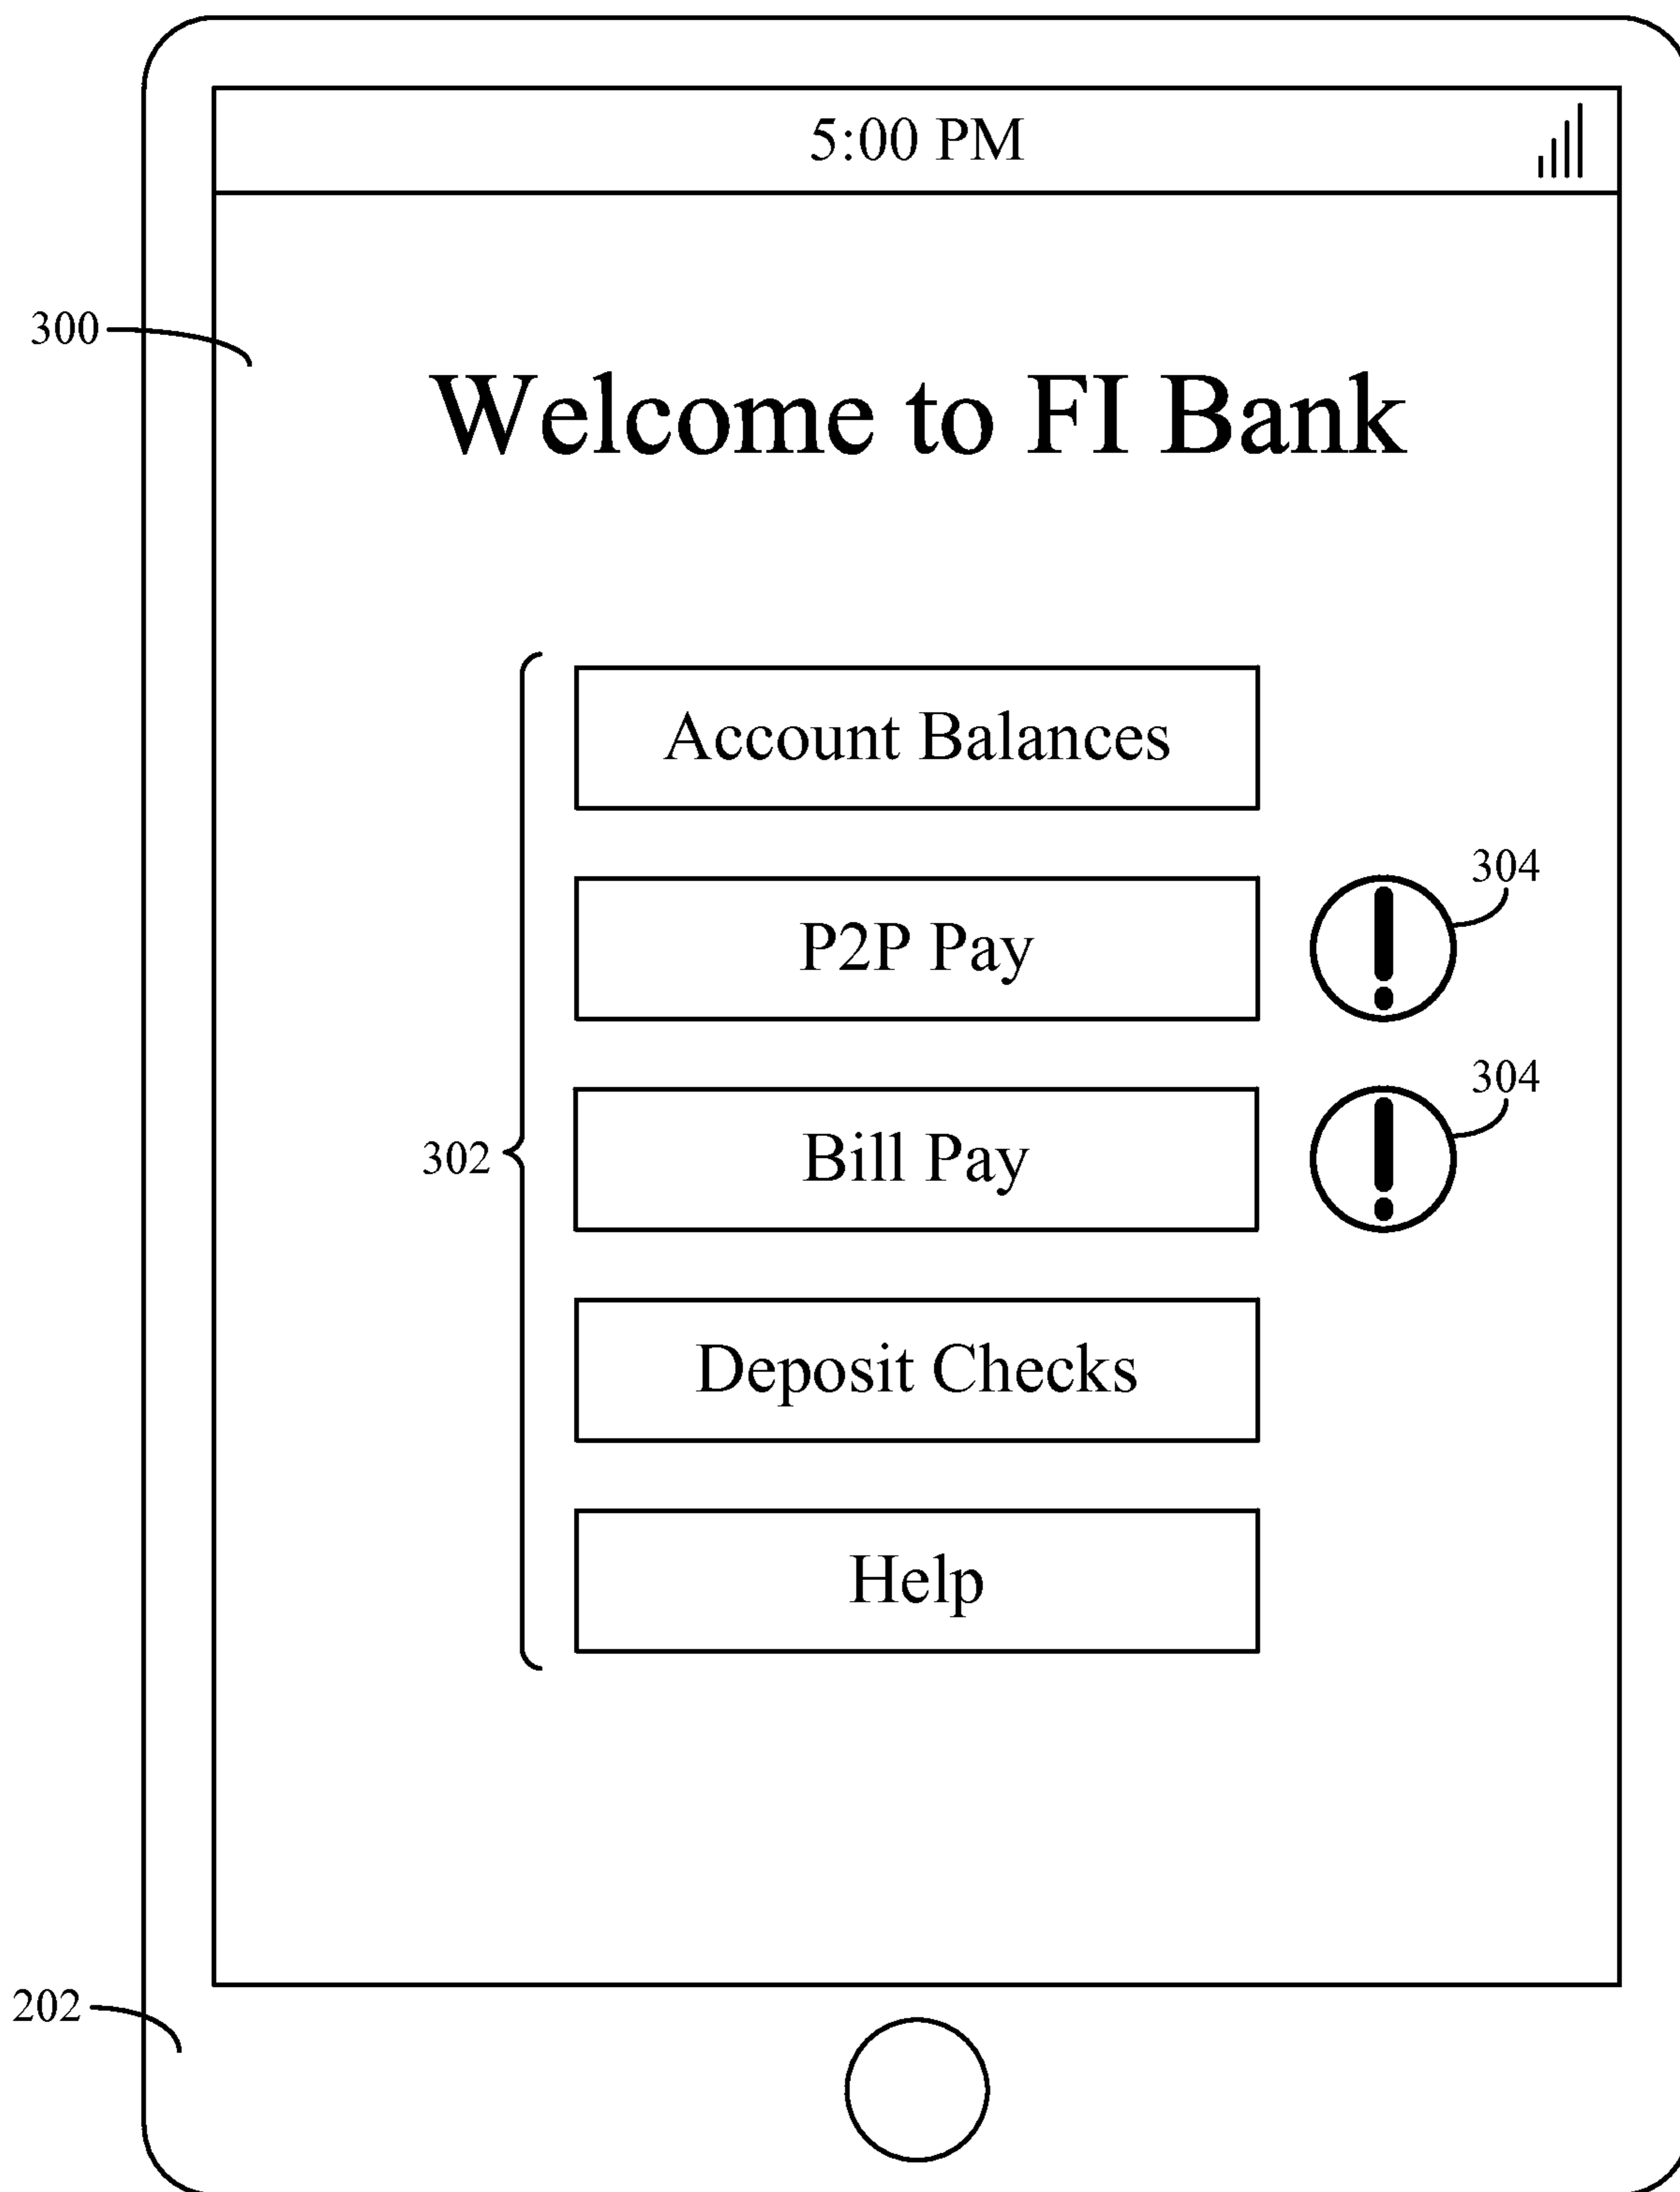 5:00 PM
300
Welcome to FI Bank
Account Balances
304
P2P Pay
304
302
Bill Pay
Deposit Checks
Help
202